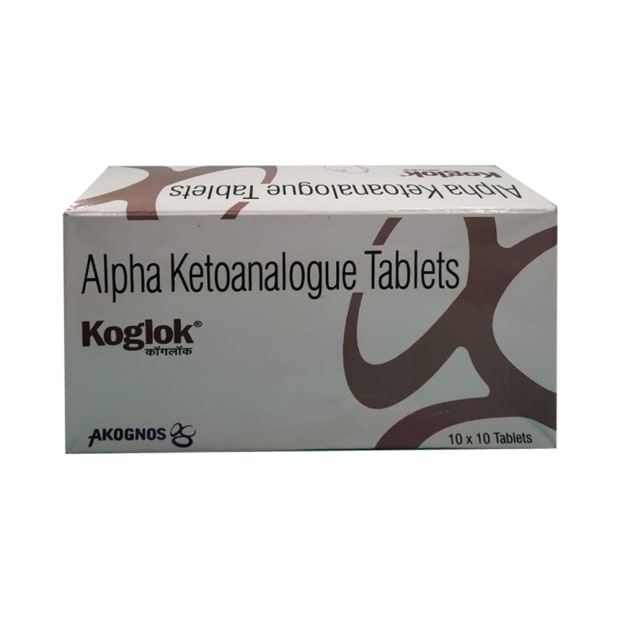 Koglok
Alpha Ketoanalogue Tablets
Alpha Ketoanalogue Tablets
Koglok®
कॉगलॉक
AKOGNOS
10 x 10 Tablets